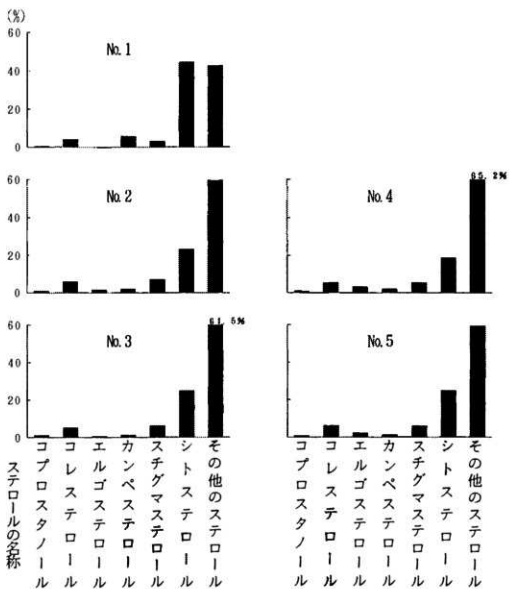 (%)
60
40
20
0
No. 1
60
40
20
0
No. 2
65. 2%
No. 4
60
40
20
0
No. 3
61. 5%
No. 5
ステロールの名称
コプロスタノール
コレステロール
エルゴステロール
カンペステロール
スチグマステロール
シトステロール
その他のステロール
コプロスタノール
コレステロール
エルゴステロール
カンペステロール
スチグマステロール
シトステロール
その他のステロール